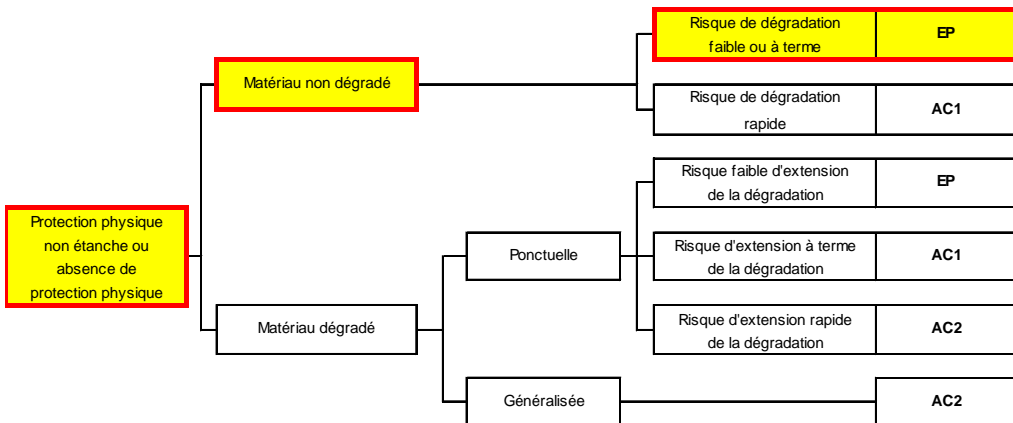 Risque de dégradation
faible ou à terme
EP
Matériau non dégradé
Risque de dégradation
rapide
AC1
Risque faible d'extension
de la dégradation
EP
Protection physique
non étanche ou
absence de
protection physique
Ponctuelle
Risque d'extension à terme
de la dégradation
AC1
Matériau dégradé
Risque d'extension rapide
de la dégradation
AC2
Généralisée
AC2